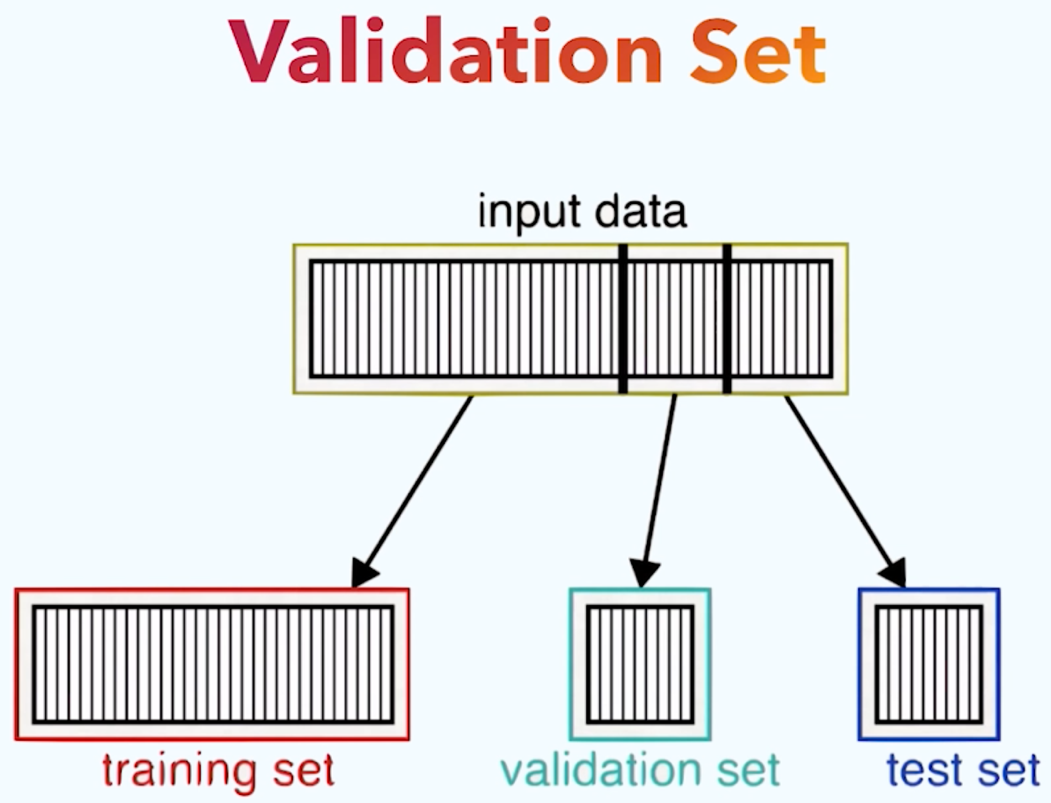 Validation Set
input data
training set
validation set
test set